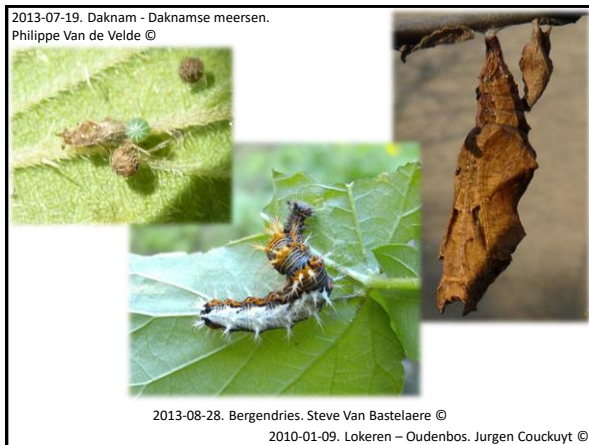 2013-07-19. Daknam - Daknamse meersen.
Philippe Van de Velde ©
2013-08-28. Bergendries. Steve Van Bastelaere ©
2010-01-09. Lokeren – Oudenbos. Jurgen Couckuyt ©